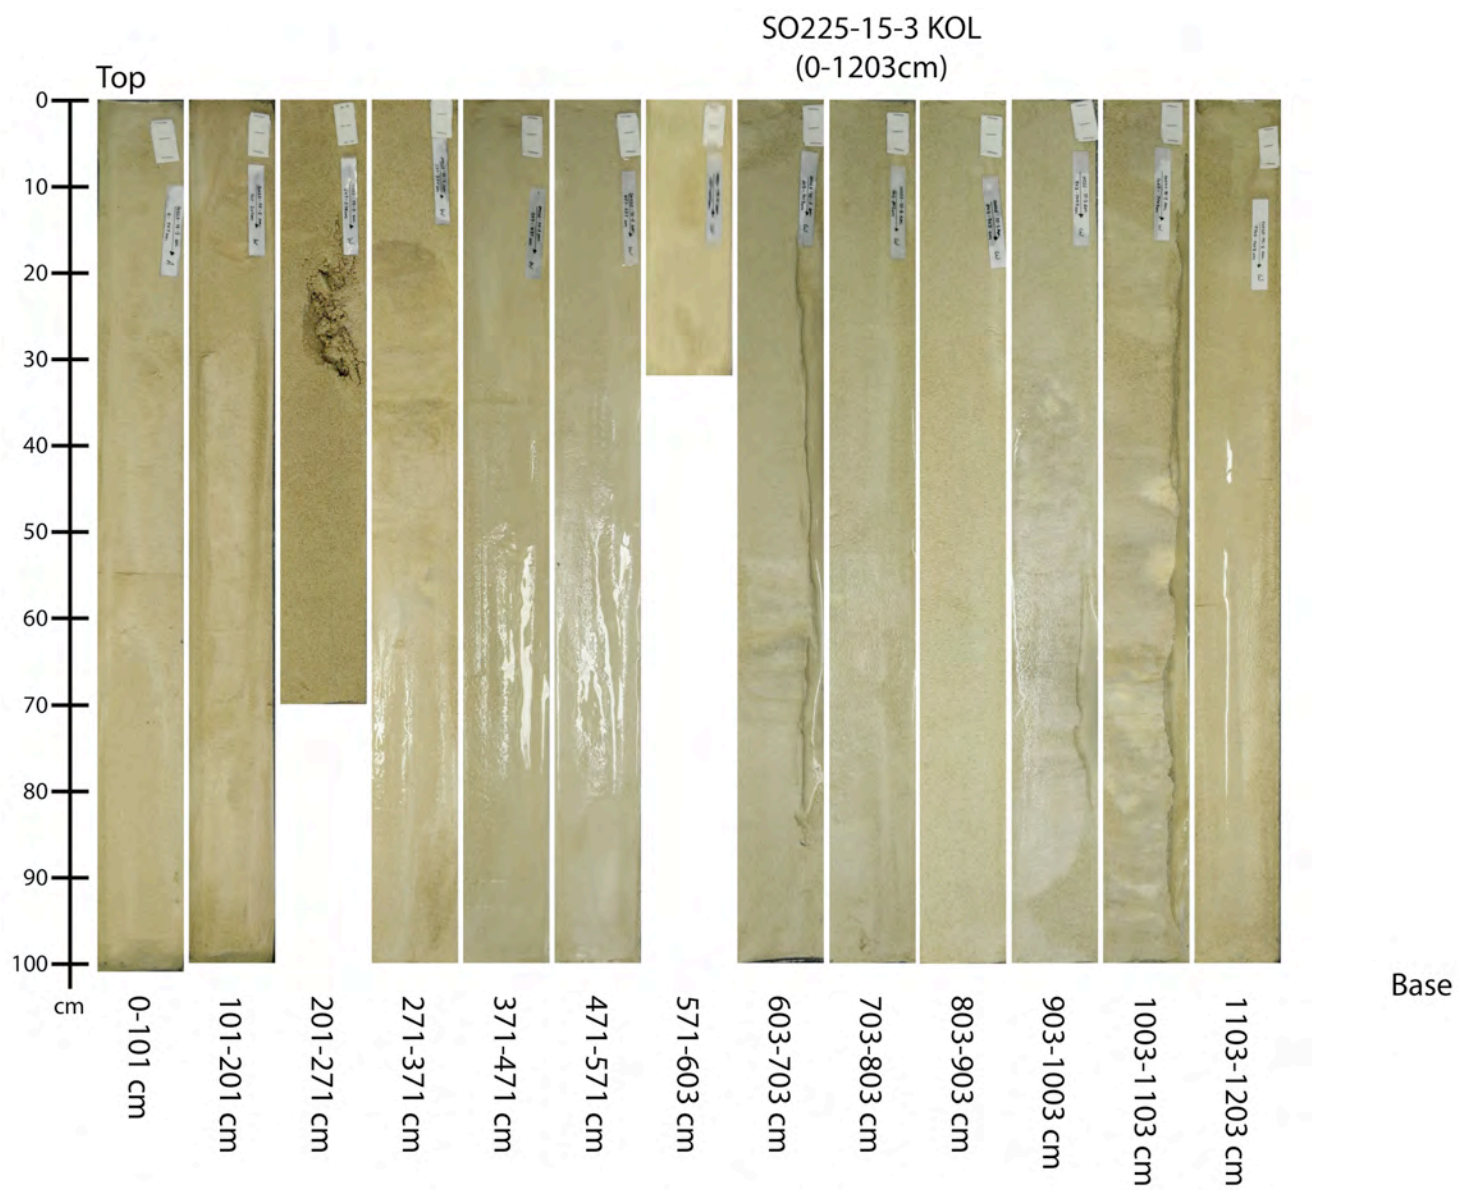 SO225-15-3 KOL
(0-1203cm)
Top
0
10
20
30
40
50
60
70
80
90
100
cm
0-101 cm
101-201 cm
201-271 cm
271-371 cm
371-471 cm
471-571 cm
571-603 cm
603-703 cm
703-803 cm
803-903 cm
903-1003 cm
1003-1103 cm
1103-1203 cm
Base